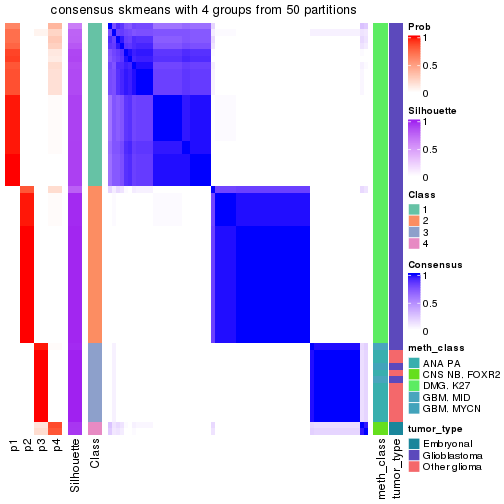 consensus skmeans with 4 groups from 50 partitions
Prob
1
0.5
0
Silhouette
1
0.5
0
Class
1
2
3
4
Consensus
1
0.5
0
meth_class
ANA PA
CNS NB. FOXR2
DMG. K27
GBM. MID
GBM. MYCN
tumor_type
Embryonal
Glioblastoma
Other glioma
p1
p2
p3
p4
Silhouette
Class
meth_class
tumor_type